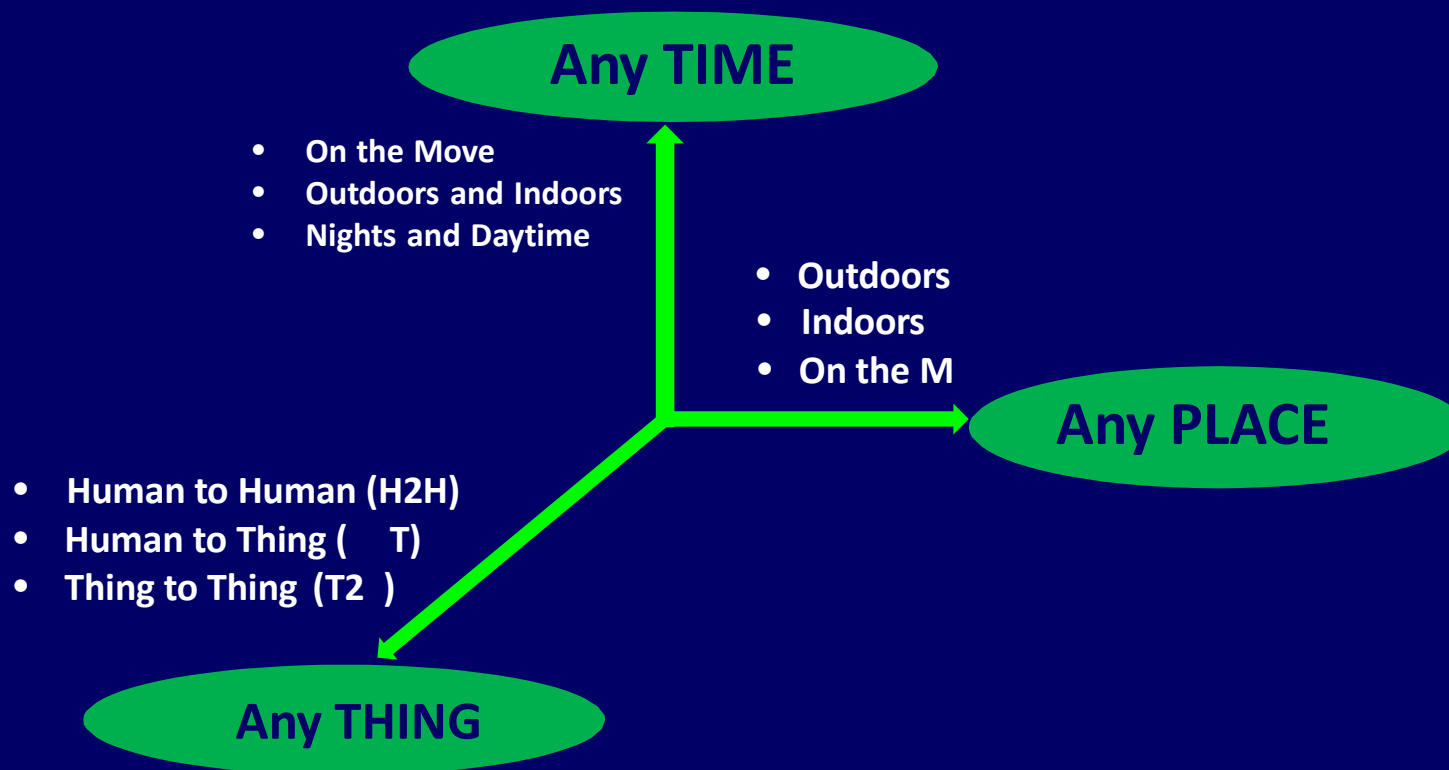 Any TIME
• On the Move
• Outdoors and Indoors
• Nights and Daytime
• Outdoors
• Indoors
• On the M
Any PLACE
• Human to Human (H2H)
• Human to Thing ( T)
• Thing to Thing (T2 )
Any THING